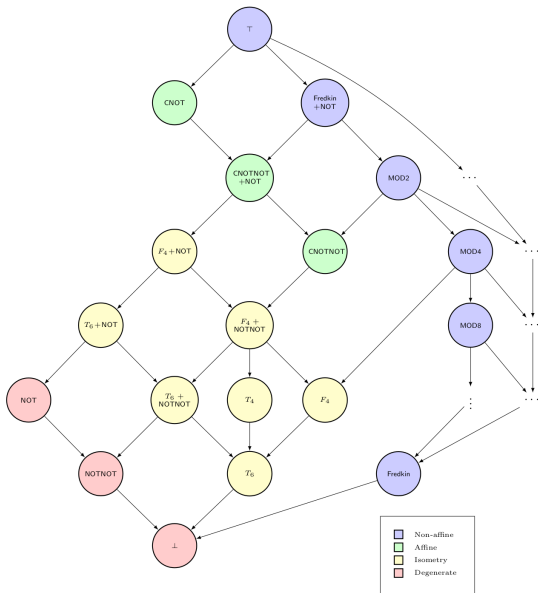 ⊤
CNOT
Fredkin
+NOT
CNOTNOT
+NOT
MOD2
...
F₄+NOT
CNOTNOT
MOD4
...
T₆+NOT
F₄ +
NOTNOT
MOD8
...
NOT
T₆ +
NOTNOT
T₄
F₄
⋮
...
NOTNOT
T₆
Fredkin
⊥
Non-affine
Affine
Isometry
Degenerate